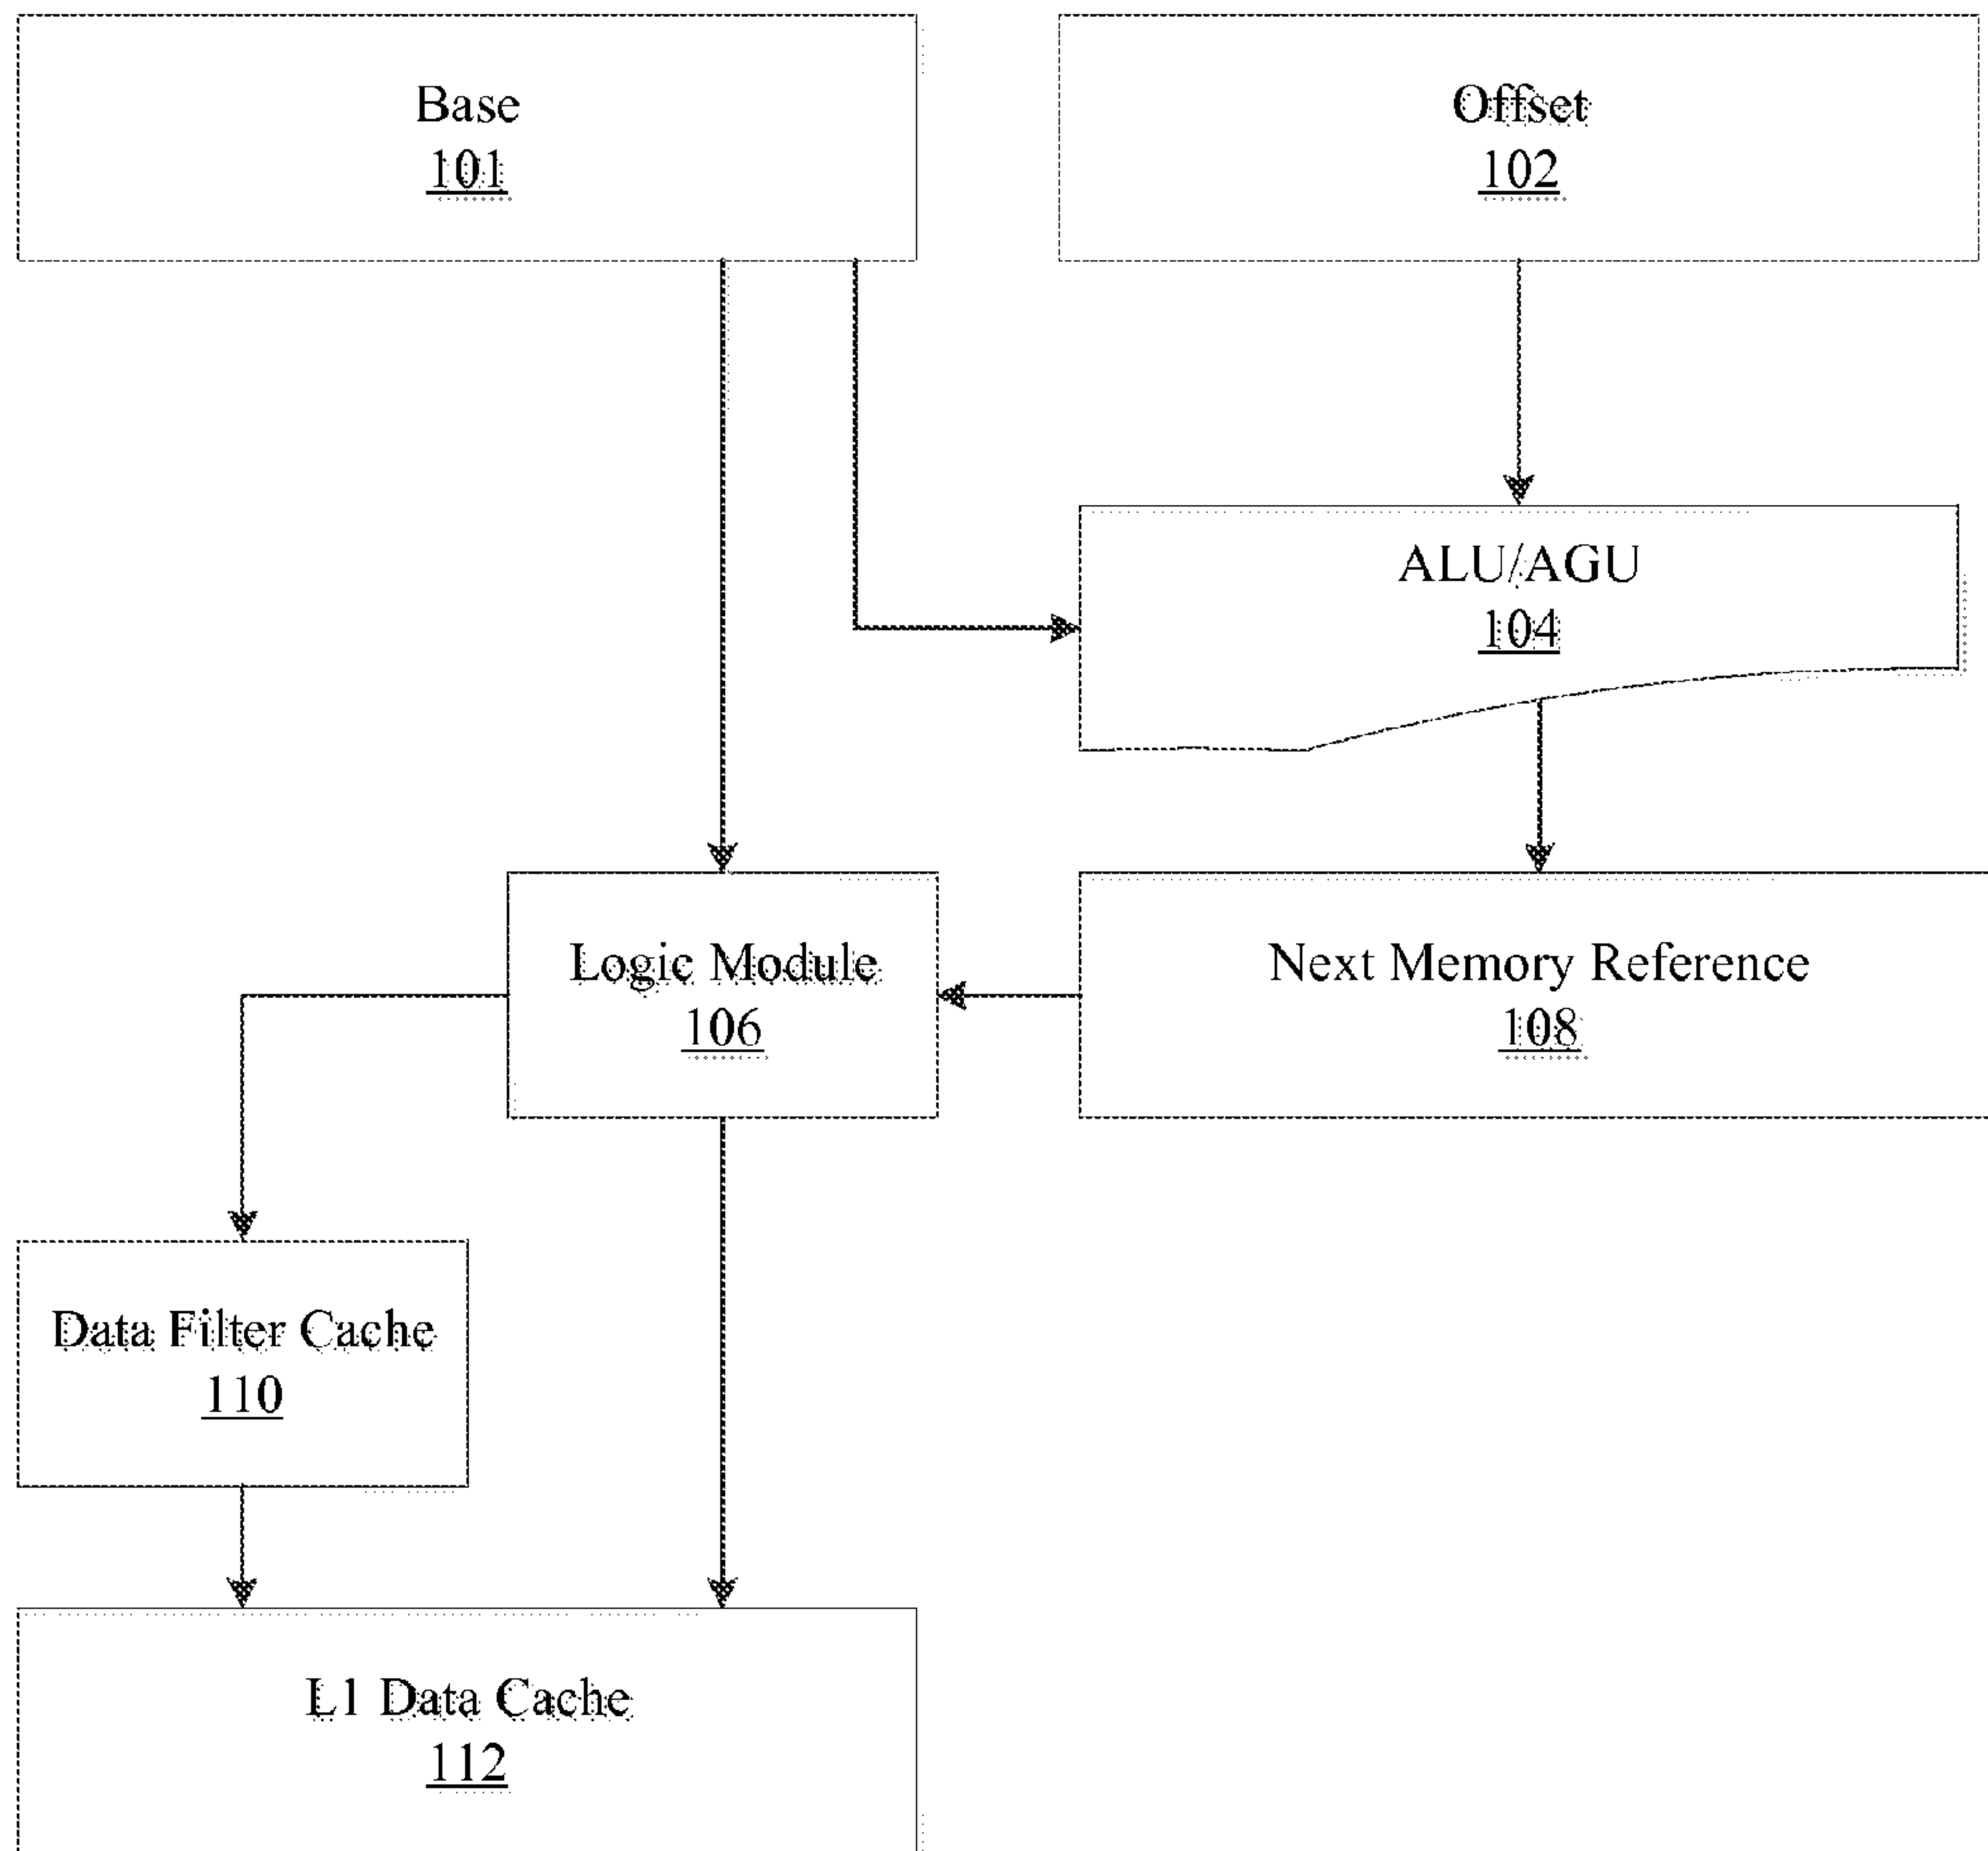 Base
101
Offset
102
ALU/AGU
104
Logic Module
106
Next Memory Reference
108
Data Filter Cache
110
L1 Data Cache
112